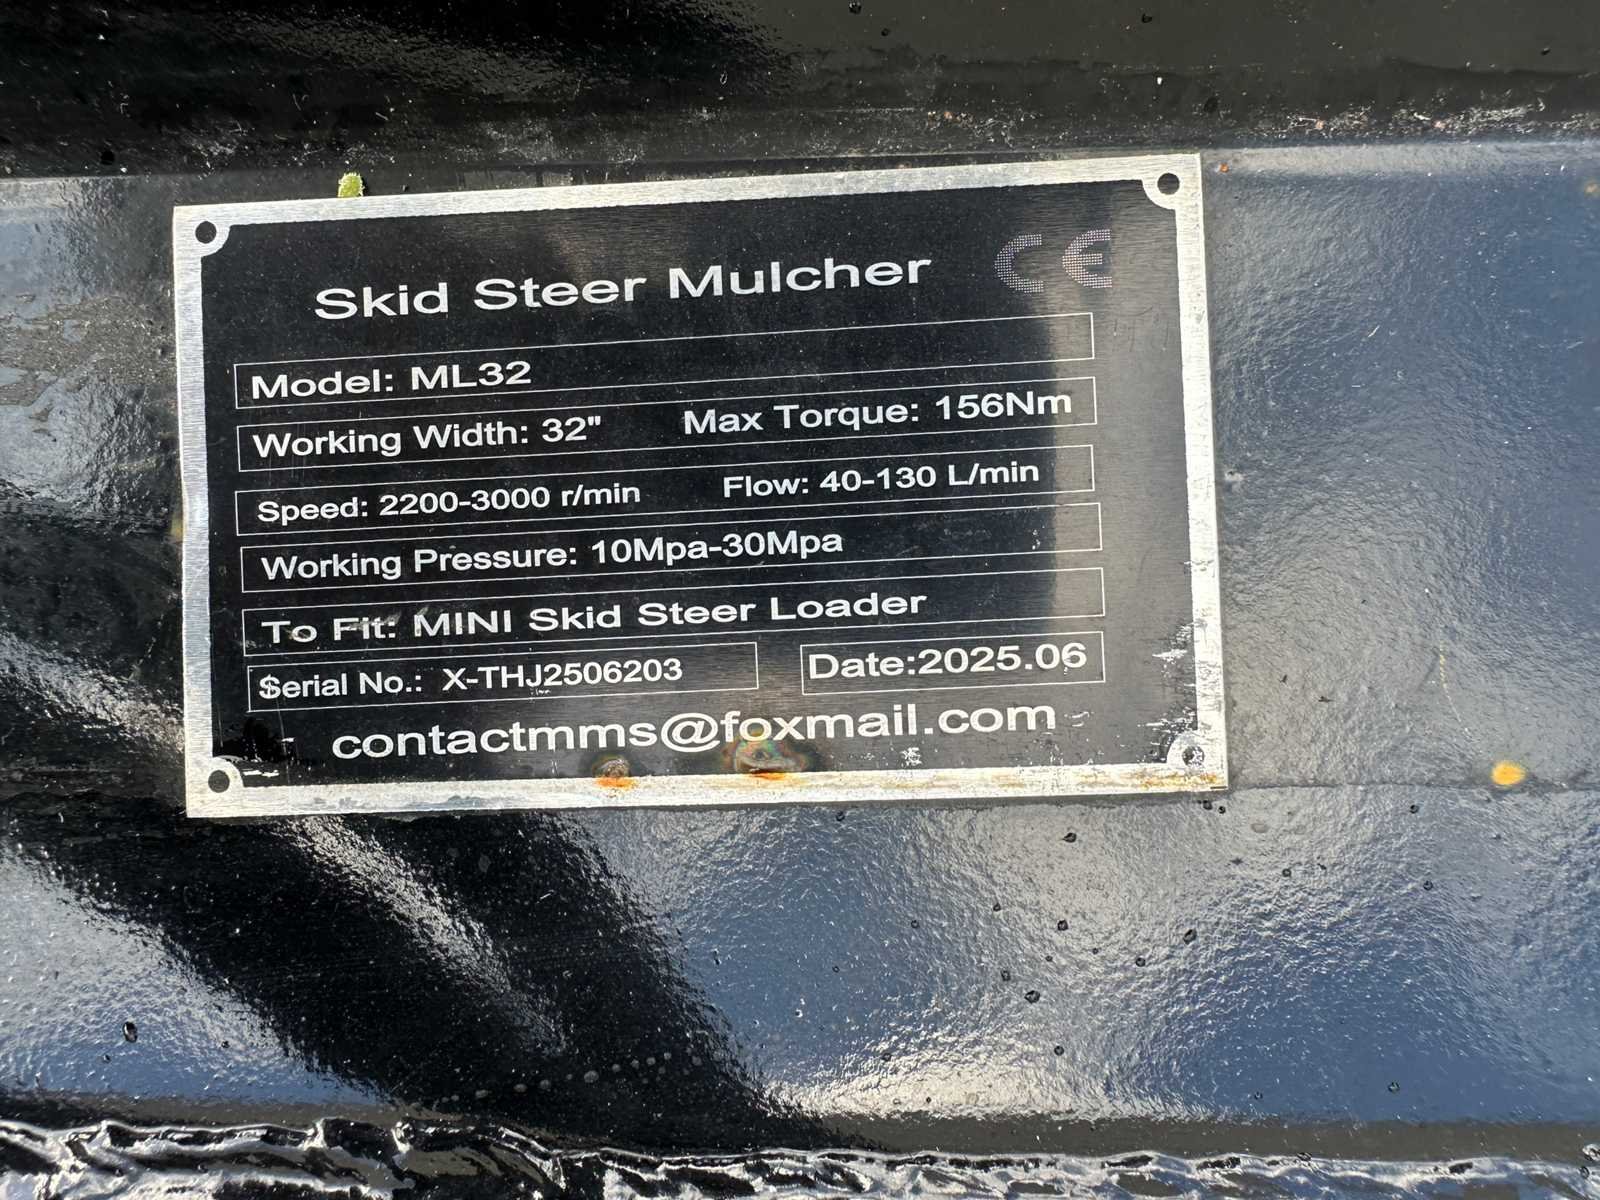 Skid Steer Mulcher CE
Model: ML32
Working Width: 32" Max Torque: 156Nm
Speed: 2200-3000 r/min Flow: 40-130 L/min
Working Pressure: 10Mpa-30Mpa
To Fit: MINI Skid Steer Loader
Serial No.: X-THJ2506203 Date:2025.06
contactmms@foxmail.com